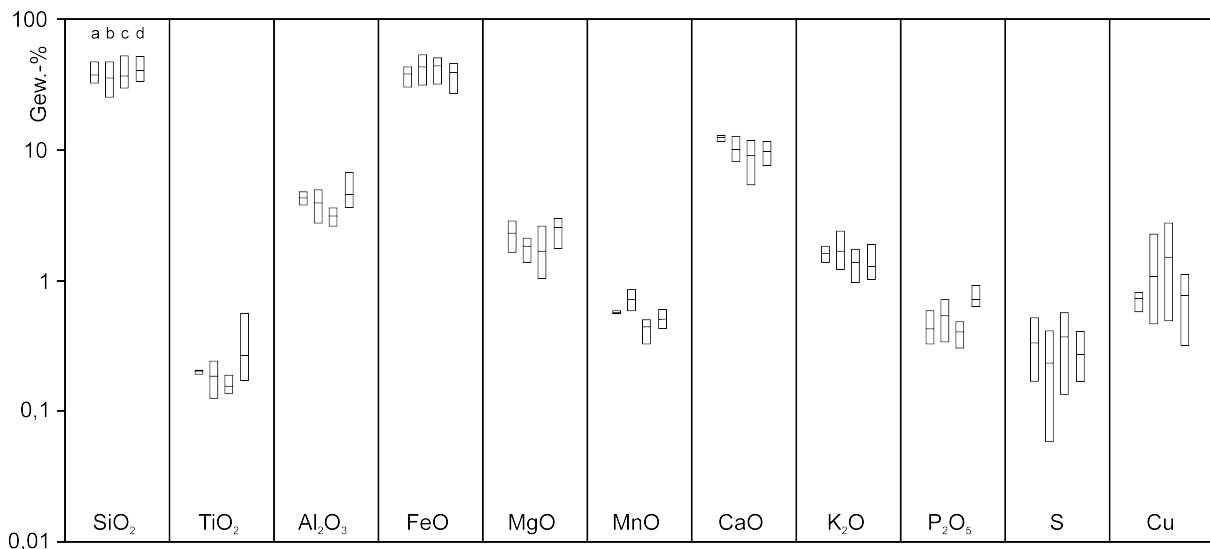 100
a b c d
Gew.-%
10
1
0,1
0,01
SiO₂ TiO₂ Al₂O₃ FeO MgO MnO CaO K₂O P₂O₅ S Cu